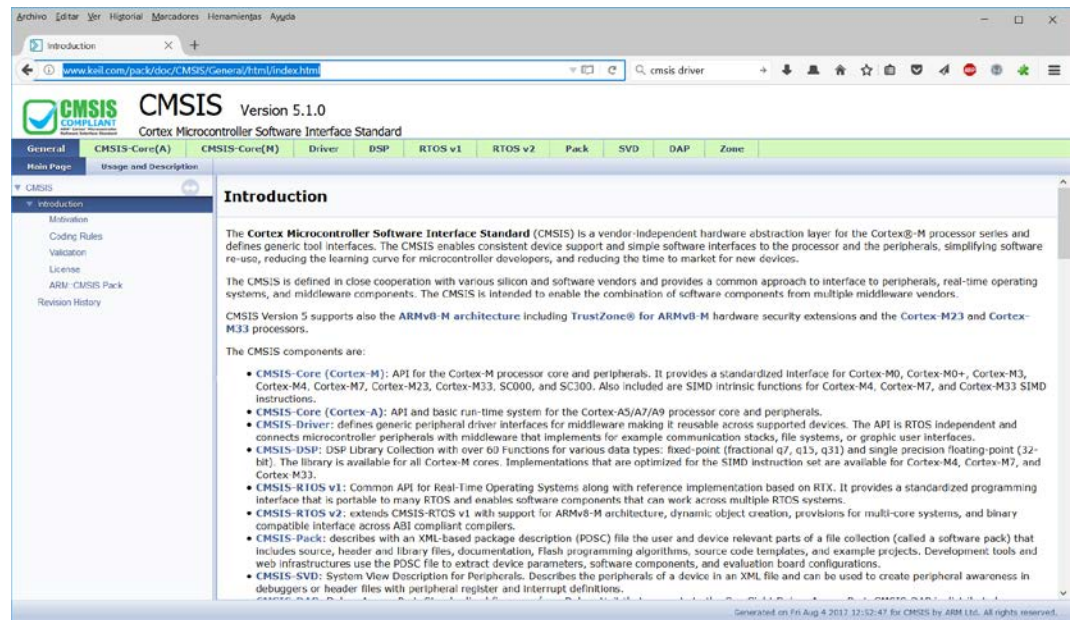 Archivo Editar Ver Historial Marcadores Herramientas Ayuda
Introduction
www.keil.com/pack/doc/CMSIS/General/html/index.html
cmsis driver
CMSIS
COMPLIANT
CMSIS Version 5.1.0
Cortex Microcontroller Software Interface Standard
General CMSIS-Core(A) CMSIS-Core(M) Driver DSP RTOS v1 RTOS v2 Pack SVD DAP Zone
Main Page Usage and Description
CMSIS
Introduction
Motivation
Coding Rules
Validation
License
ARM::CMSIS Pack
Revision History
Introduction
The Cortex Microcontroller Software Interface Standard (CMSIS) is a vendor-independent hardware abstraction layer for the Cortex®-M processor series and
defines generic tool interfaces. The CMSIS enables consistent device support and simple software interfaces to the processor and the peripherals, simplifying software
re-use, reducing the learning curve for microcontroller developers, and reducing the time to market for new devices.
The CMSIS is defined in close cooperation with various silicon and software vendors and provides a common approach to interface to peripherals, real-time operating
systems, and middleware components. The CMSIS is intended to enable the combination of software components from multiple middleware vendors.
CMSIS Version 5 supports also the ARMv8-M architecture including TrustZone® for ARMv8-M hardware security extensions and the Cortex-M23 and Cortex-
M33 processors.
The CMSIS components are:
• CMSIS-Core (Cortex-M): API for the Cortex-M processor core and peripherals. It provides a standardized interface for Cortex-M0, Cortex-M0+, Cortex-M3,
Cortex-M4, Cortex-M7, Cortex-M23, Cortex-M33, SC000, and SC300. Also included are SIMD intrinsic functions for Cortex-M4, Cortex-M7, and Cortex-M33 SIMD
instructions.
• CMSIS-Core (Cortex-A): API and basic run-time system for the Cortex-A5/A7/A9 processor core and peripherals.
• CMSIS-Driver: defines generic peripheral driver interfaces for middleware making it reusable across supported devices. The API is RTOS independent and
connects microcontroller peripherals with middleware that implements for example communication stacks, file systems, or graphic user interfaces.
• CMSIS-DSP: DSP Library Collection with over 60 Functions for various data types: fixed-point (fractional q7, q15, q31) and single precision floating-point (32-
bit). The library is available for all Cortex-M cores. Implementations that are optimized for the SIMD instruction set are available for Cortex-M4, Cortex-M7, and
Cortex-M33.
• CMSIS-RTOS v1: Common API for Real-Time Operating Systems along with reference implementation based on RTX. It provides a standardized programming
interface that is portable to many RTOS and enables software components that can work across multiple RTOS systems.
• CMSIS-RTOS v2: extends CMSIS-RTOS v1 with support for ARMv8-M architecture, dynamic object creation, provisions for multi-core systems, and binary
compatible interface across ABI compliant compilers.
• CMSIS-Pack: describes with an XML-based package description (PDSC) file the user and device relevant parts of a file collection (called a software pack) that
includes source, header and library files, documentation, Flash programming algorithms, source code templates, and example projects. Development tools and
web infrastructures use the PDSC file to extract device parameters, software components, and evaluation board configurations.
• CMSIS-SVD: System View Description for Peripherals. Describes the peripherals of a device in an XML file and can be used to create peripheral awareness in
debuggers or header files with peripheral register and interrupt definitions.
Generated on Fri Aug 4 2017 12:52:47 for CMSIS by ARM Ltd. All rights reserved.